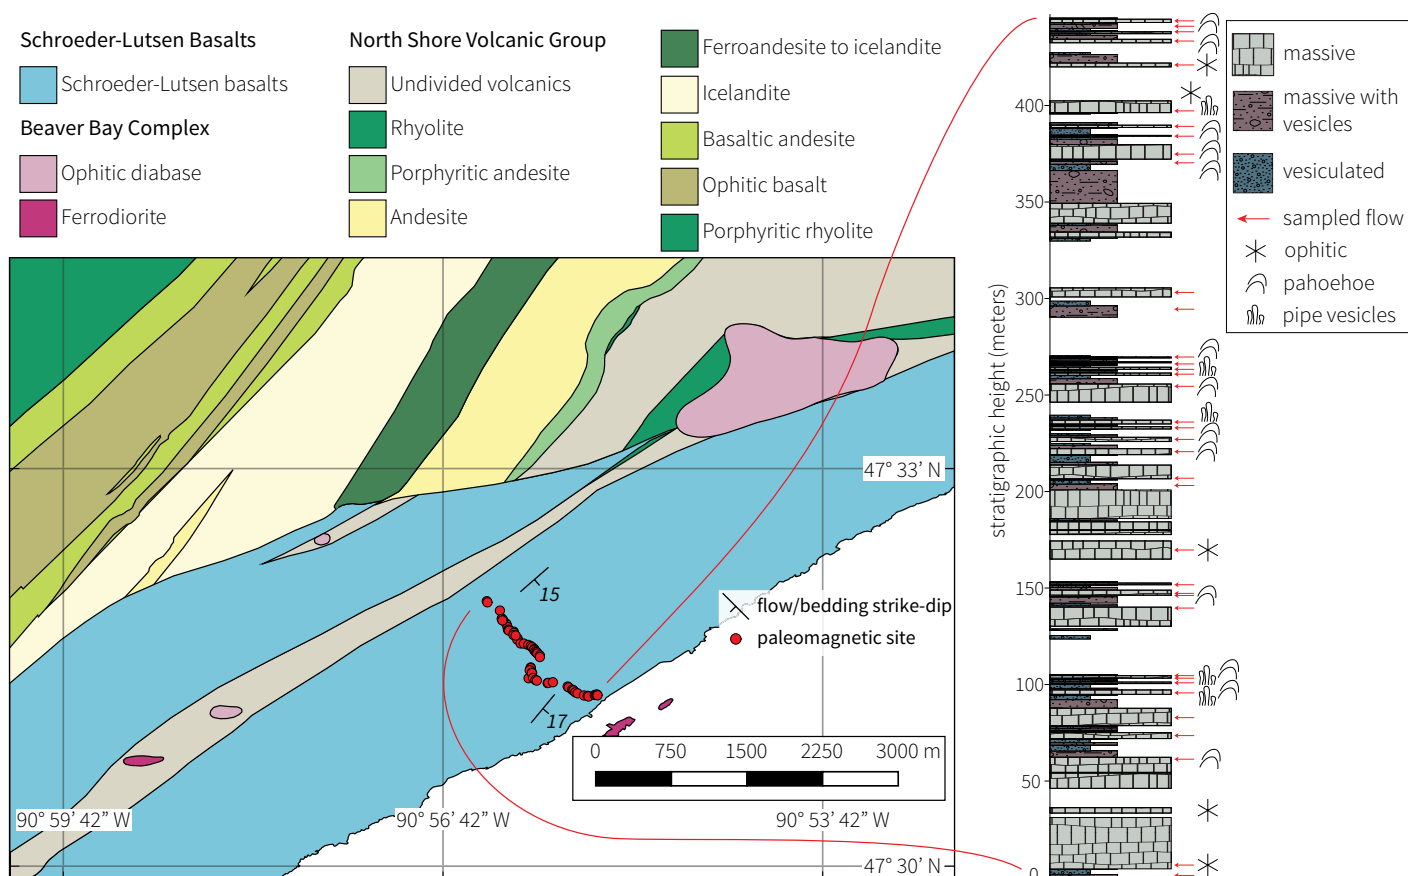 Schroeder-Lutsen Basalts
Schroeder-Lutsen basalts
Beaver Bay Complex
Ophitic diabase
Ferrodiorite
North Shore Volcanic Group
Undivided volcanics
Rhyolite
Porphyritic andesite
Andesite
Ferroandesite to icelandite
Icelandite
Basaltic andesite
Ophitic basalt
Porphyritic rhyolite
47° 33’ N
15
17
flow/bedding strike-dip
paleomagnetic site
0 750 1500 2250 3000 m
90° 59’ 42” W
90° 56’ 42” W
90° 53’ 42” W
47° 30’ N
stratigraphic height (meters)
400
350
300
250
200
150
100
50
0
massive
massive with
vesicles
vesiculated
sampled flow
ophitic
pahoehoe
pipe vesicles